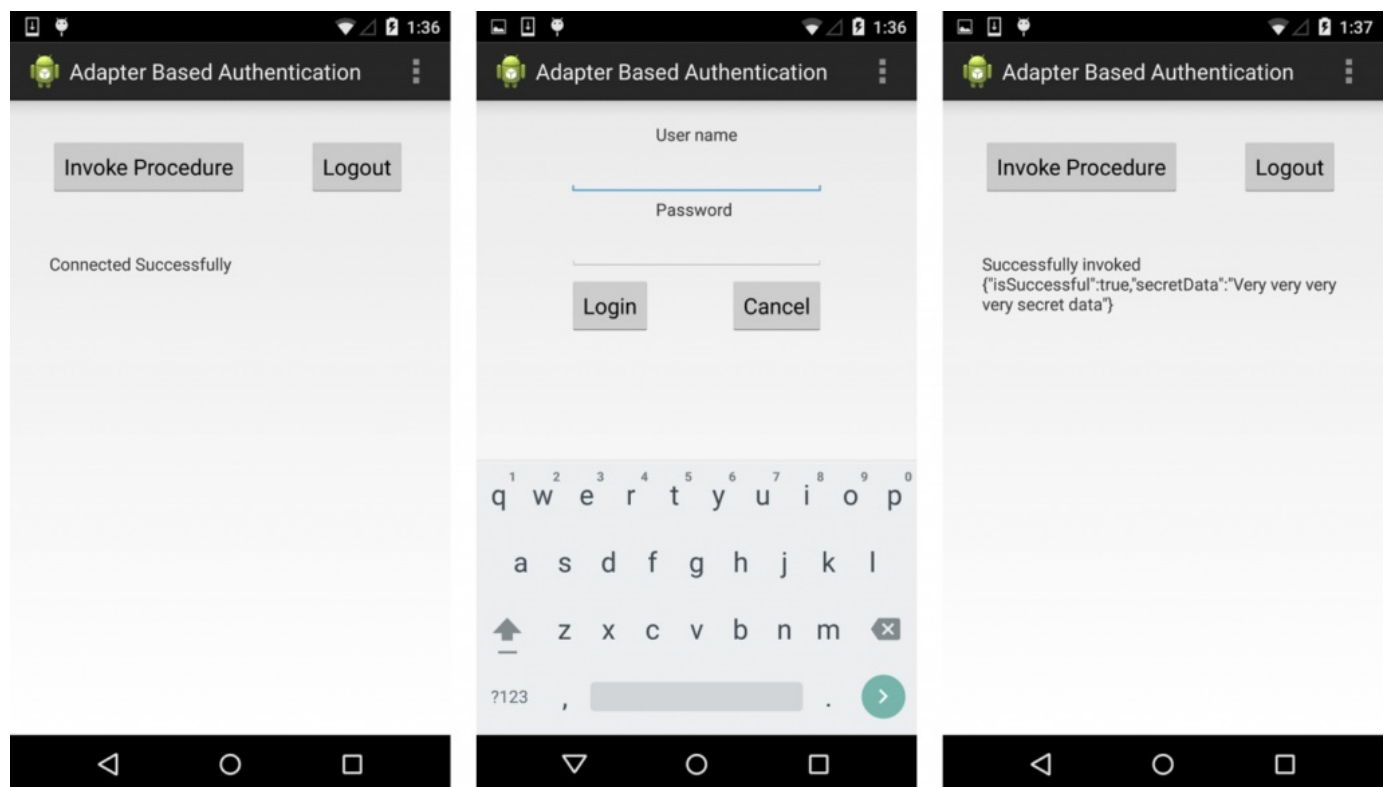 1:36
Adapter Based Authentication
Invoke Procedure
Logout
Connected Successfully
1:36
Adapter Based Authentication
User name
Password
Login
Cancel
1 2 3 4 5 6 7 8 9 0
q w e r t y u i o p
a s d f g h j k l
z x c v b n m
?123 , .
1:37
Adapter Based Authentication
Invoke Procedure
Logout
Successfully invoked
{"isSuccessful":true,"secretData":"Very very very
very secret data"}